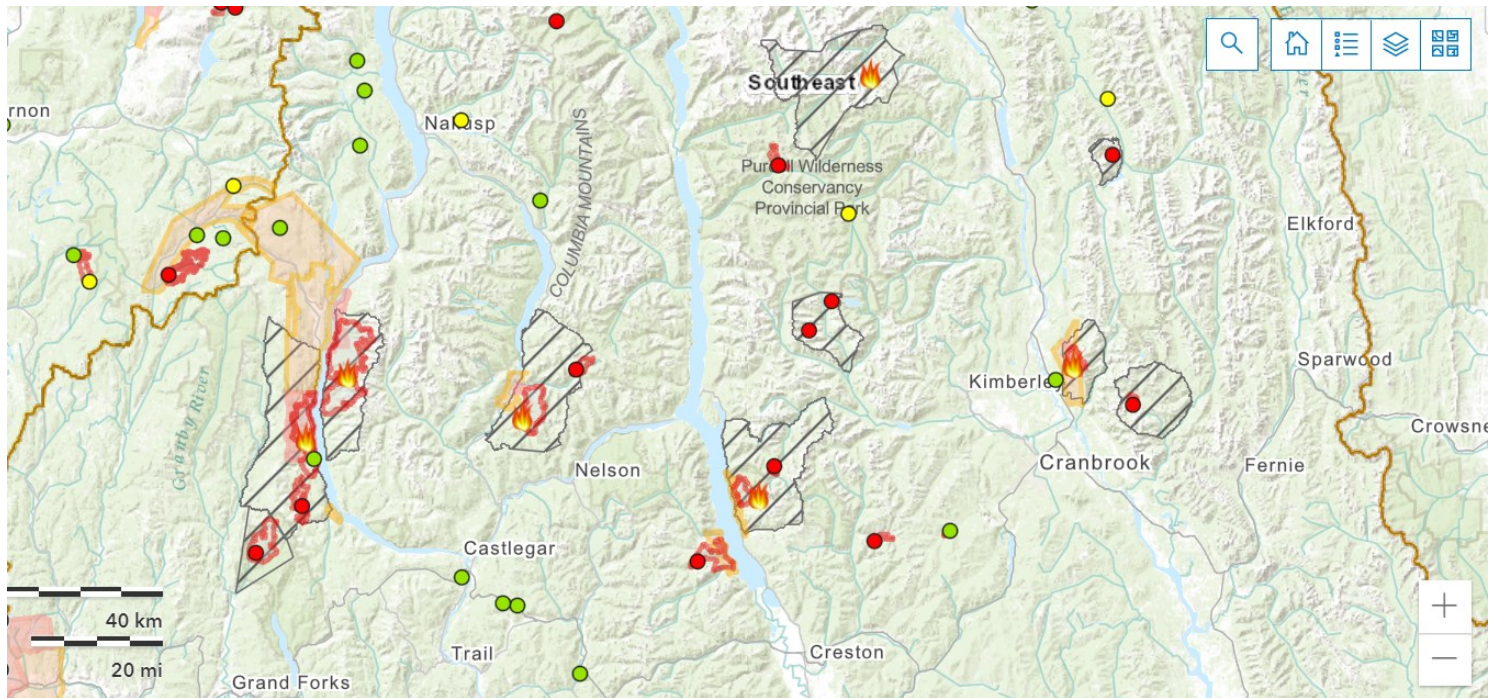 rnon
Nakusp
COLUMBIA MOUNTAINS
Southeast
Purcell Wilderness
Conservancy
Provincial Park
Elkford
Granby River
Kimberley
Sparwood
Crowsne
Nelson
Cranbrook
Fernie
Castlegar
40 km
20 mi
Trail
Creston
Grand Forks